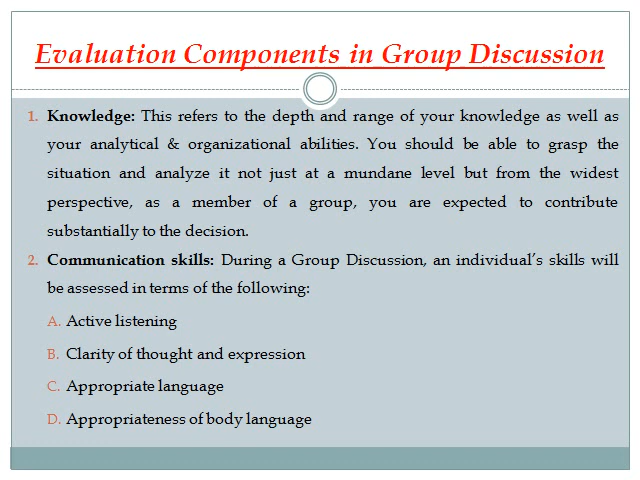 Evaluation Components in Group Discussion
1. Knowledge: This refers to the depth and range of your knowledge as well as
your analytical & organizational abilities. You should be able to grasp the
situation and analyze it not just at a mundane level but from the widest
perspective, as a member of a group, you are expected to contribute
substantially to the decision.
2. Communication skills: During a Group Discussion, an individual's skills will
be assessed in terms of the following:
A. Active listening
B. Clarity of thought and expression
C. Appropriate language
D. Appropriateness of body language